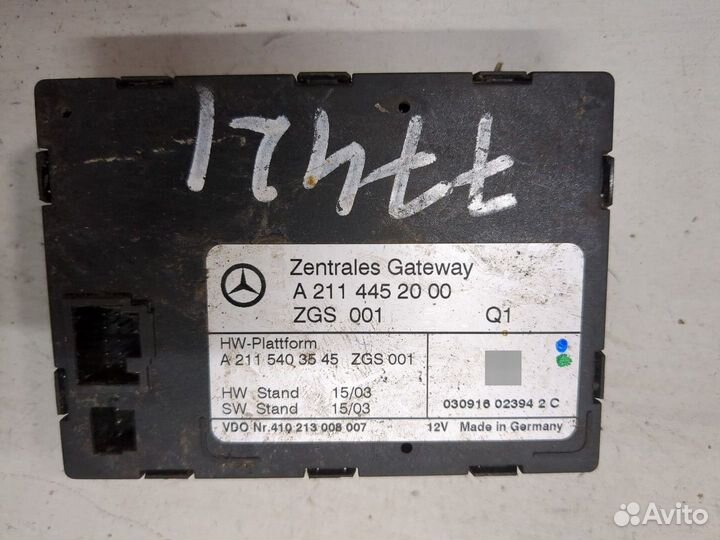 77421
Zentrales Gateway
A 211 445 20 00
ZGS 001 Q1
HW-Plattform
A 211 540 35 45 ZGS 001
HW Stand 15/03
SW Stand 15/03
030916 02394 2 C
VDO Nr.410 213 008 007 12V Made in Germany
Avito